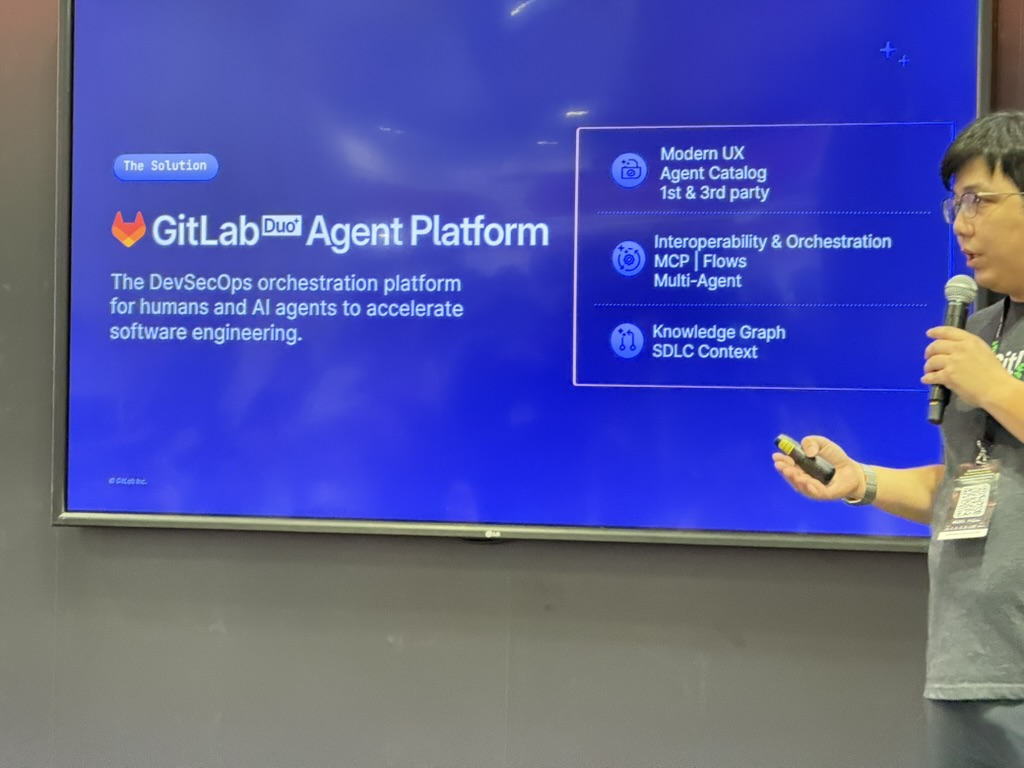 The Solution
GitLab Duo Agent Platform
The DevSecOps orchestration platform
for humans and AI agents to accelerate
software engineering.
Modern UX
Agent Catalog
1st & 3rd party
Interoperability & Orchestration
MCP | Flows
Multi-Agent
Knowledge Graph
SDLC Context
© GitLab Inc.
LG